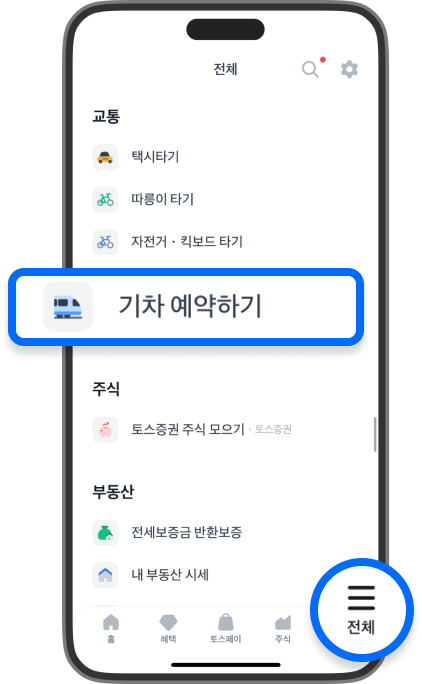 전체
교통
택시타기
따릉이 타기
자전거 · 킥보드 타기
기차 예약하기
주식
토스증권 주식 모으기 · 토스증권
부동산
전세보증금 반환보증
내 부동산 시세
홈 혜택 토스페이 주식 전체